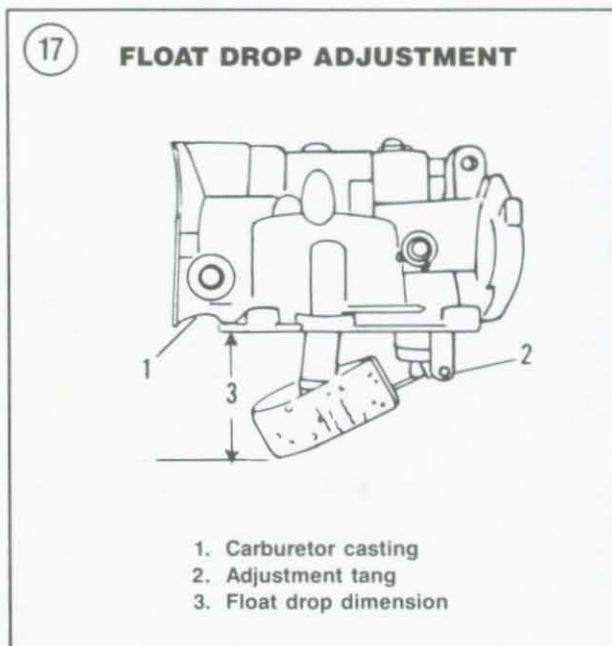 17
FLOAT DROP ADJUSTMENT
1
3
2
1. Carburetor casting
2. Adjustment tang
3. Float drop dimension